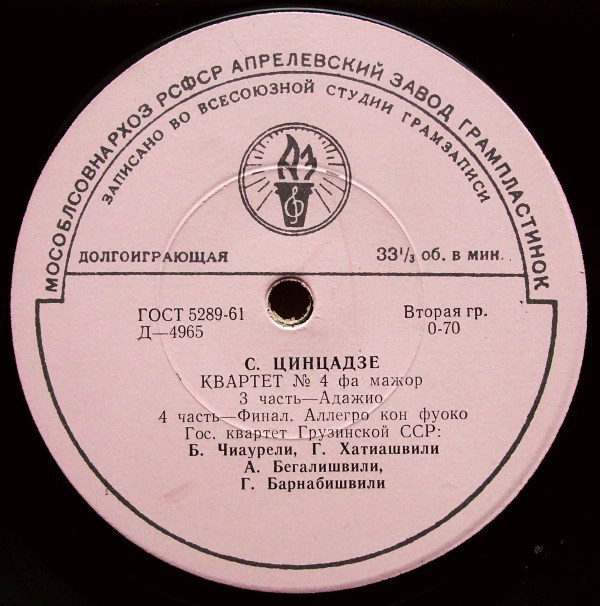 МОСОБЛСОВНАРХОЗ РСФСР АПРЕЛЕВСКИЙ ЗАВОД ГРАМПЛАСТИНОК
ЗАПИСАНО ВО ВСЕСОЮЗНОЙ СТУДИИ ГРАМЗАПИСИ
АЗ
ДОЛГОИГРАЮЩАЯ 33⅓ об. в мин.
ГОСТ 5289-61 Вторая гр.
Д—4965 0-70
С. ЦИНЦАДЗЕ
КВАРТЕТ № 4 фа мажор
3 часть—Адажио
4 часть—Финал. Аллегро кон фуоко
Гос. квартет Грузинской ССР:
Б. Чиаурели, Г. Хатиашвили
А. Бегалишвили,
Г. Барнабишвили